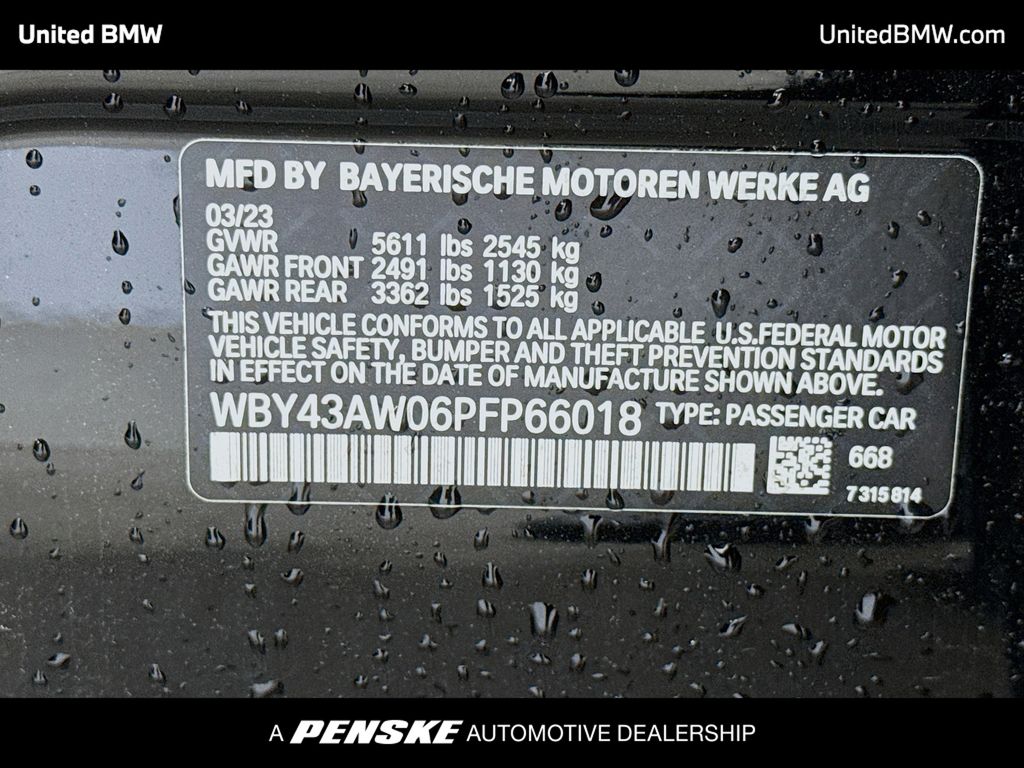 United BMW
UnitedBMW.com
MFD BY BAYERISCHE MOTOREN WERKE AG
03/23
GVWR 5611 lbs 2545 kg
GAWR FRONT 2491 lbs 1130 kg
GAWR REAR 3362 lbs 1525 kg
THIS VEHICLE CONFORMS TO ALL APPLICABLE U.S.FEDERAL MOTOR
VEHICLE SAFETY, BUMPER AND THEFT PREVENTION STANDARDS
IN EFFECT ON THE DATE OF MANUFACTURE SHOWN ABOVE.
WBY43AW06PFP66018 TYPE: PASSENGER CAR
668
7315814
A PENSKE AUTOMOTIVE DEALERSHIP